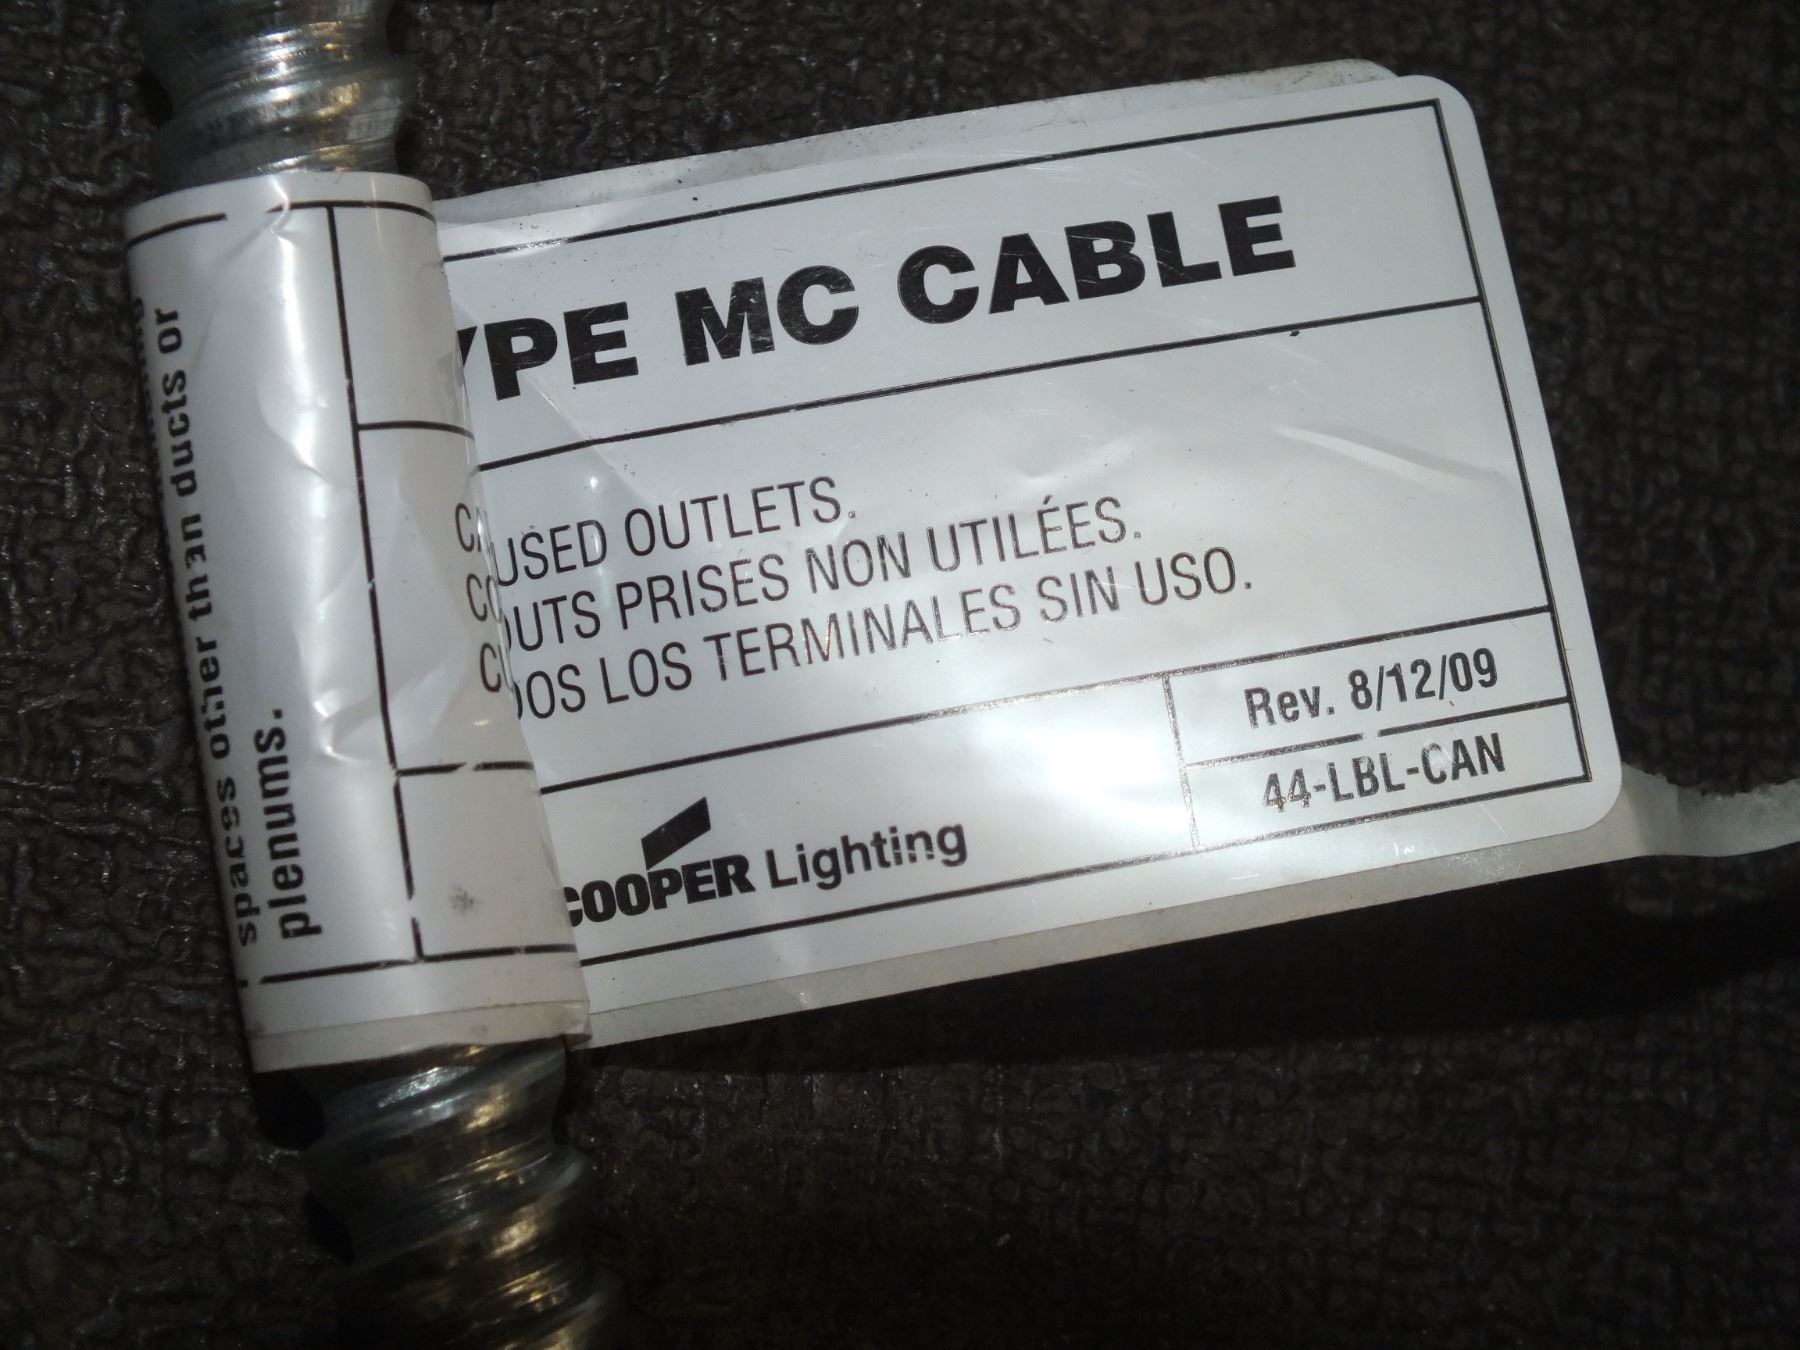 YPE MC CABLE
USED OUTLETS.
OUTS PRISES NON UTILÉES.
DOS LOS TERMINALES SIN USO.
Rev. 8/12/09
44-LBL-CAN
COOPER Lighting
spaces other than ducts or
plenums.